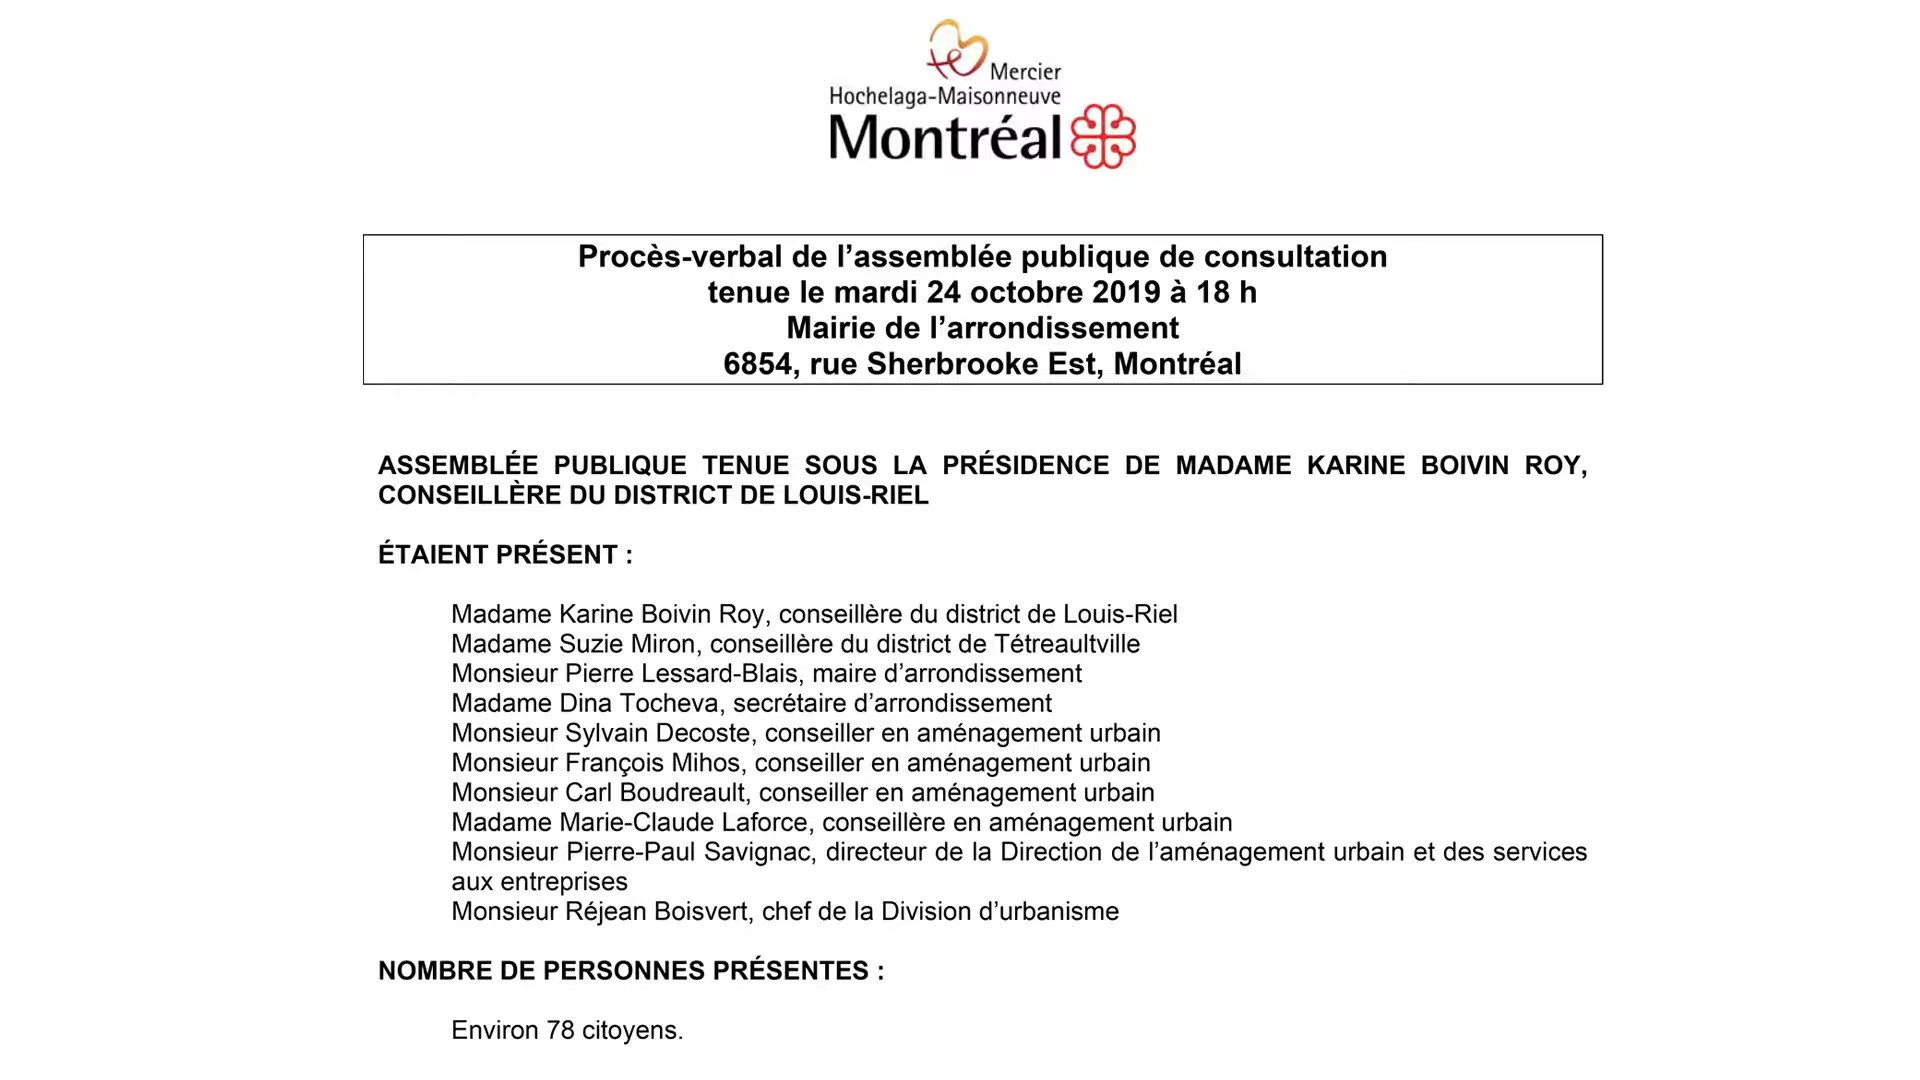 Mercier
Hochelaga-Maisonneuve
Montréal
Procès-verbal de l’assemblée publique de consultation
tenue le mardi 24 octobre 2019 à 18 h
Mairie de l’arrondissement
6854, rue Sherbrooke Est, Montréal
ASSEMBLÉE PUBLIQUE TENUE SOUS LA PRÉSIDENCE DE MADAME KARINE BOIVIN ROY,
CONSEILLÈRE DU DISTRICT DE LOUIS-RIEL
ÉTAIENT PRÉSENT :
Madame Karine Boivin Roy, conseillère du district de Louis-Riel
Madame Suzie Miron, conseillère du district de Tétreaultville
Monsieur Pierre Lessard-Blais, maire d’arrondissement
Madame Dina Tocheva, secrétaire d’arrondissement
Monsieur Sylvain Decoste, conseiller en aménagement urbain
Monsieur François Mihos, conseiller en aménagement urbain
Monsieur Carl Boudreault, conseiller en aménagement urbain
Madame Marie-Claude Laforce, conseillère en aménagement urbain
Monsieur Pierre-Paul Savignac, directeur de la Direction de l’aménagement urbain et des services
aux entreprises
Monsieur Réjean Boisvert, chef de la Division d’urbanisme
NOMBRE DE PERSONNES PRÉSENTES :
Environ 78 citoyens.